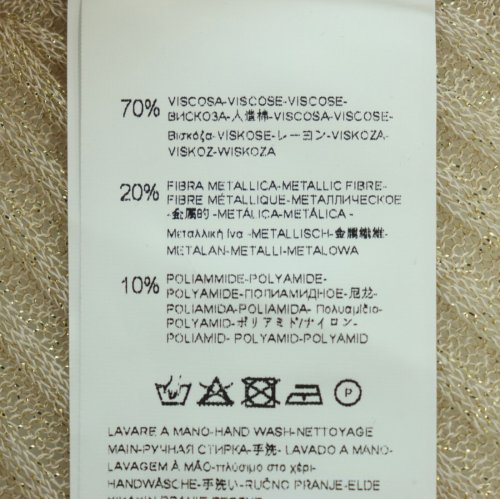 70% VISCOSA-VISCOSE-VISCOSE-
ВИСКОЗА-人造棉-VISCOSA-VISCOSE-
Βισκόζα-VISKOSE-レーヨン-VISKOZA-
VISKOZ-WISKOZA
20% FIBRA METALLICA-METALLIC FIBRE-
FIBRE MÉTALLIQUE-МЕТАЛЛИЧЕСКОЕ
-金屬的-METÁLICA-METÁLICA-
Μεταλλική ίνα-METALLISCH-金属繊維-
METALAN-METALLI-METALOWA
10% POLIAMMIDE-POLYAMIDE-
POLYAMIDE-ПОПИАМИДНОЕ-尼龙-
POLIAMIDA-POLIAMIDA- Πολυαμίδιο-
POLYAMID-ポリアミド/ナイロン-
POLIAMID- POLYAMID-POLYAMID
P
LAVARE A MANO-HAND WASH-NETTOYAGE
MAIN-РУЧНАЯ СТИРКА-手洗- LAVADO A MANO-
LAVAGEM À MÃO-πλύσιμο στο χέρι-
HANDWÄSCHE-手洗い-RUČNO PRANJE-ELDE